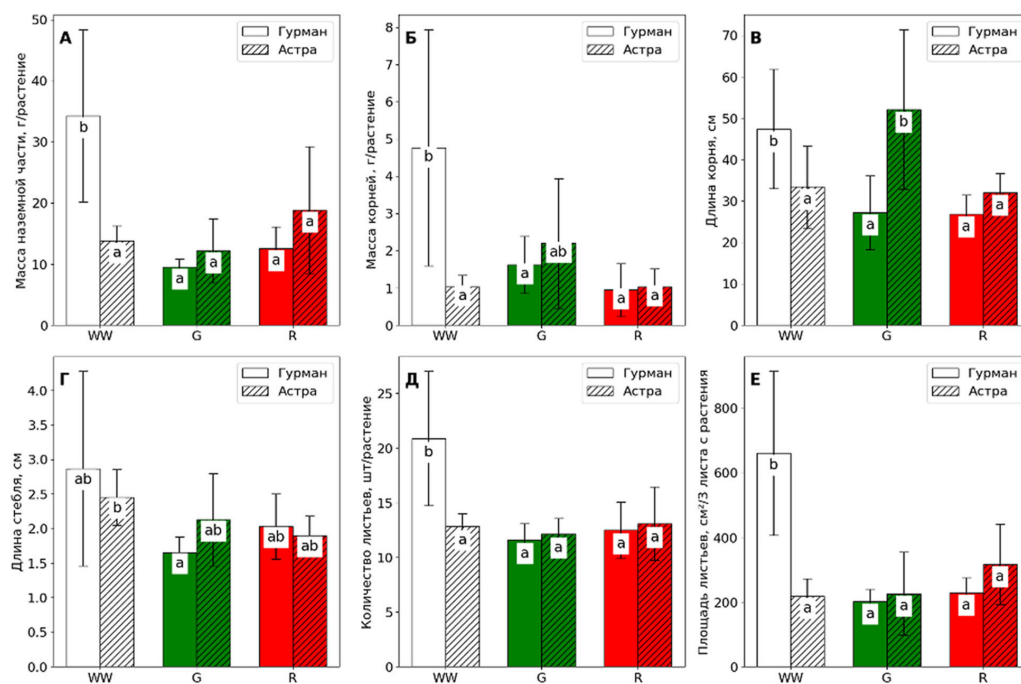 А
Гурман
Астра
Масса наземной части, г/растение
50
40
30
20
10
0
b
a
a
a
a
a
WW
G
R
Б
Гурман
Астра
Масса корней, г/растение
8
7
6
5
4
3
2
1
0
b
a
a
ab
a
a
WW
G
R
В
Гурман
Астра
Длина корня, см
70
60
50
40
30
20
10
0
b
a
a
b
a
a
WW
G
R
Г
Гурман
Астра
Длина стебля, см
4.0
3.5
3.0
2.5
2.0
1.5
1.0
0.5
0.0
ab
b
a
ab
ab
ab
WW
G
R
Д
Гурман
Астра
Количество листьев, шт/растение
25
20
15
10
5
0
b
a
a
a
a
a
WW
G
R
Е
Гурман
Астра
Площадь листьев, см²/3 листа с растения
800
600
400
200
0
b
a
a
a
a
a
WW
G
R